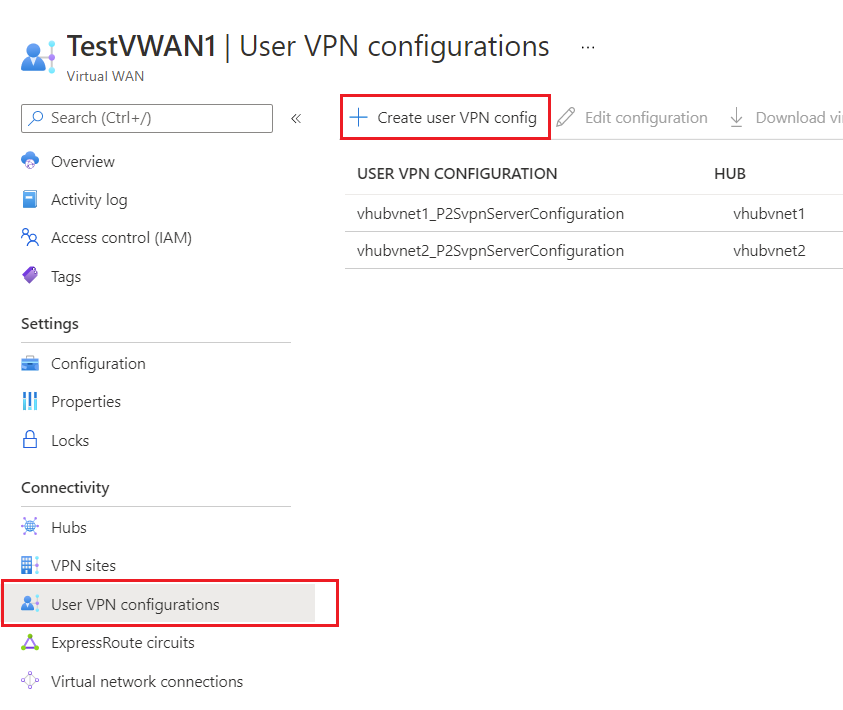 TestVWAN1 | User VPN configurations ...
Virtual WAN
Search (Ctrl+/) «
Create user VPN config Edit configuration Download
Overview
Activity log
Access control (IAM)
Tags
USER VPN CONFIGURATION HUB
vhubvnet1_P2SvpnServerConfiguration vhubvnet1
vhubvnet2_P2SvpnServerConfiguration vhubvnet2
Settings
Configuration
Properties
Locks
Connectivity
Hubs
VPN sites
User VPN configurations
ExpressRoute circuits
Virtual network connections